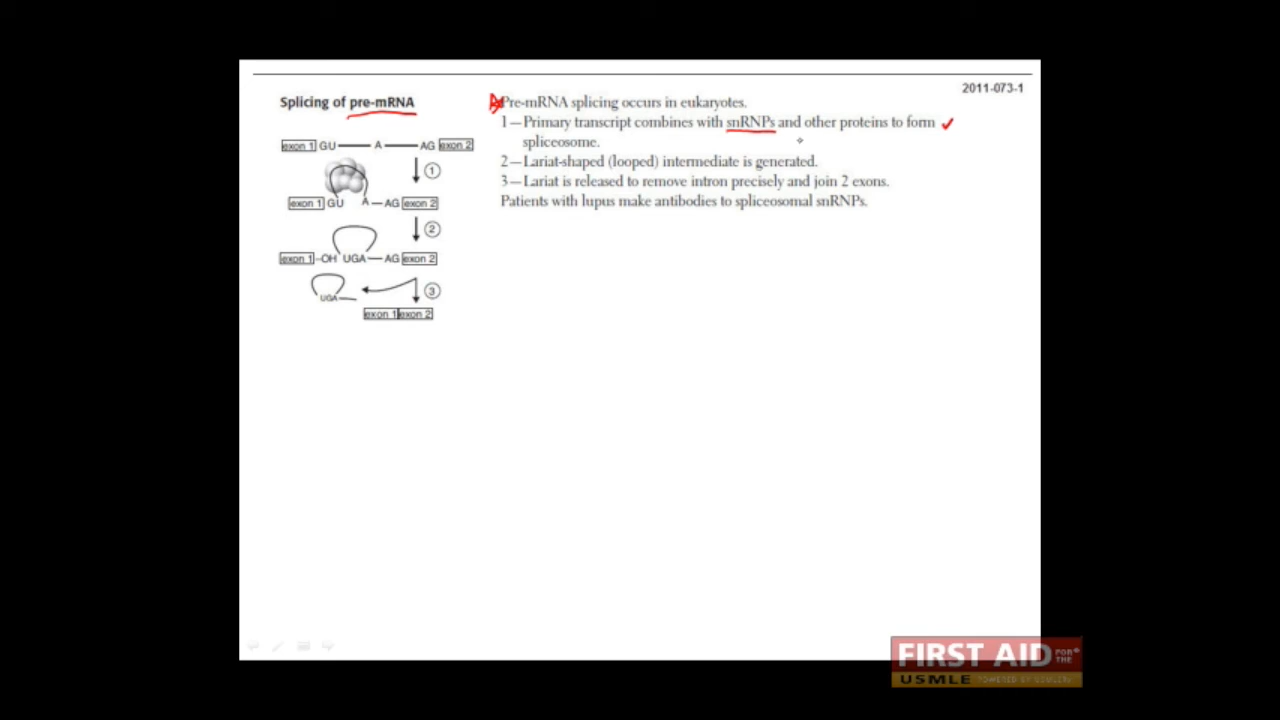 2011-073-1
Splicing of pre-mRNA
Pre-mRNA splicing occurs in eukaryotes.
1—Primary transcript combines with snRNPs and other proteins to form
spliceosome.
2—Lariat-shaped (looped) intermediate is generated.
3—Lariat is released to remove intron precisely and join 2 exons.
Patients with lupus make antibodies to spliceosomal snRNPs.
exon 1 GU A AG exon 2
1
exon 1 GU A AG exon 2
2
exon 1 OH UGA AG exon 2
3
UGA
exon 1 exon 2
FIRST AID FOR THE
USMLE